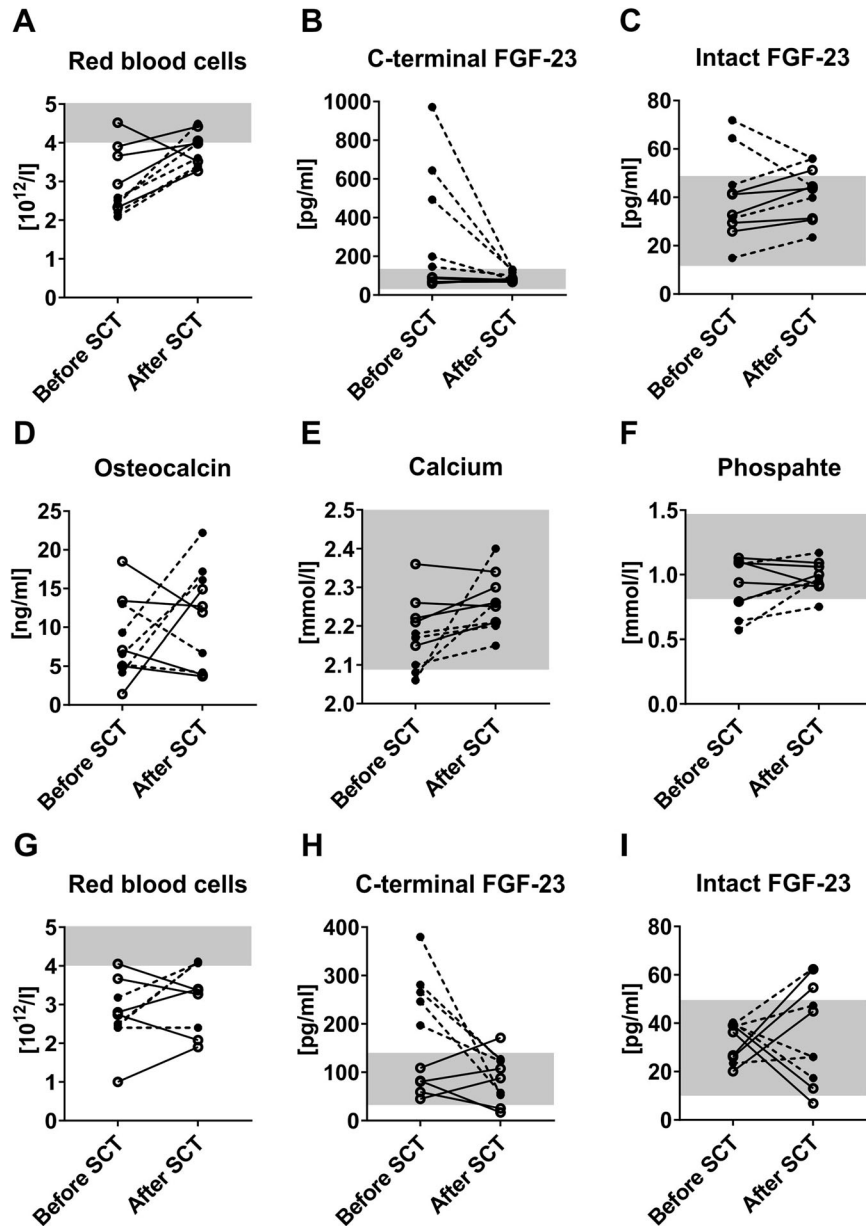 A
Red blood cells
[10¹²/l]
5
4
3
2
1
0
Before SCT
After SCT
B
C-terminal FGF-23
[pg/ml]
1000
800
600
400
200
0
Before SCT
After SCT
C
Intact FGF-23
[pg/ml]
80
60
40
20
0
Before SCT
After SCT
D
Osteocalcin
[ng/ml]
25
20
15
10
5
0
Before SCT
After SCT
E
Calcium
[mmol/l]
2.5
2.4
2.3
2.2
2.1
2.0
Before SCT
After SCT
F
Phospahte
[mmol/l]
1.5
1.0
0.5
0.0
Before SCT
After SCT
G
Red blood cells
[10¹²/l]
5
4
3
2
1
0
Before SCT
After SCT
H
C-terminal FGF-23
[pg/ml]
400
300
200
100
0
Before SCT
After SCT
I
Intact FGF-23
[pg/ml]
80
60
40
20
0
Before SCT
After SCT